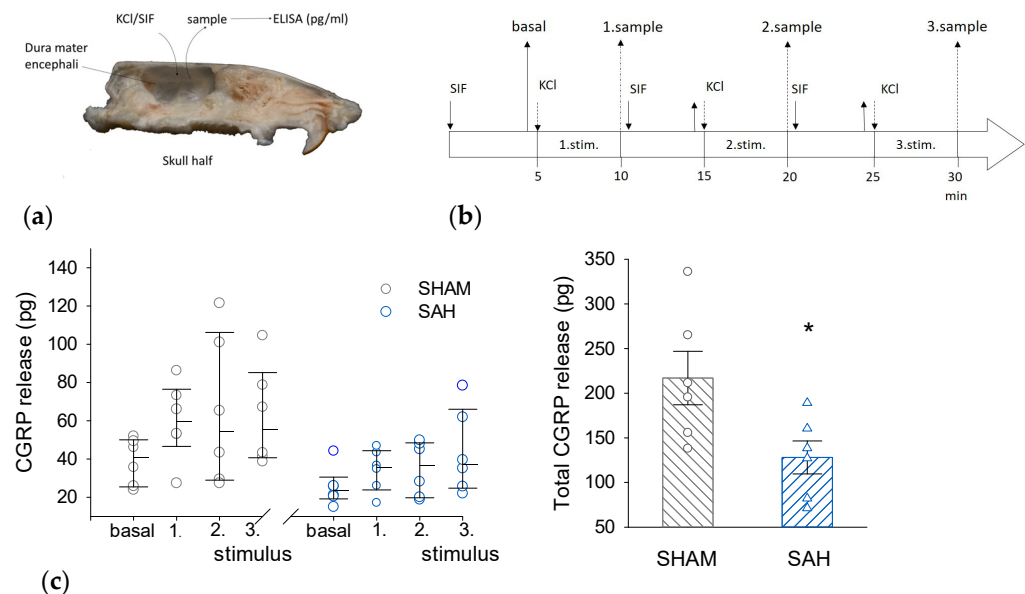 KCl/SIF sample ELISA (pg/ml)
Dura mater
encephali
Skull half
(a)
basal 1.sample 2.sample 3.sample
SIF KCl SIF KCl SIF KCl
1.stim. 2.stim. 3.stim.
5 10 15 20 25 30
min
(b)
CGRP release (pg)
140
120
100
80
60
40
20
SHAM
SAH
basal 1. 2. 3. basal 1. 2. 3.
stimulus stimulus
Total CGRP release (pg)
350
300
250
200
150
100
50
*
SHAM SAH
(c)